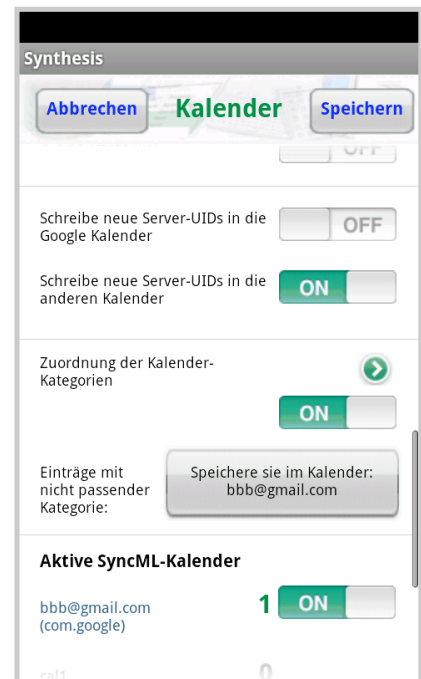 Synthesis
Abbrechen Kalender Speichern
OFF
Schreibe neue Server-UIDs in die OFF
Google Kalender
Schreibe neue Server-UIDs in die ON
anderen Kalender
Zuordnung der Kalender-
Kategorien
ON
Einträge mit
nicht passender
Kategorie:
Speichere sie im Kalender:
bbb@gmail.com
Aktive SyncML-Kalender
bbb@gmail.com 1 ON
(com.google)
cal1 0